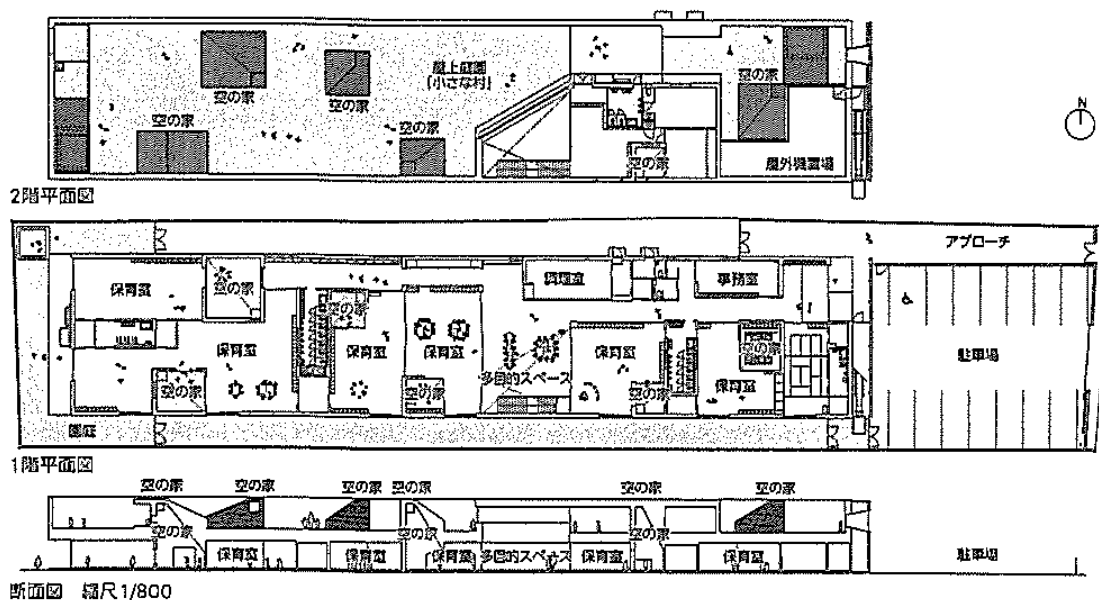 N
空の家
空の家
屋上庭園
「小さな村」
空の家
空の家
空の家
空の家
屋外機置場
2階平面図
アプローチ
保育室
空の家
空の家
調理室
事務室
保育室
保育室
保育室
保育室
空の家
駐車場
空の家
空の家
多目的スペース
空の家
保育室
園庭
1階平面図
空の家
空の家
空の家
空の家
空の家
空の家
空の家
空の家
空の家
保育室
保育室
保育室
多目的スペース
保育室
保育室
駐車場
断面図 縮尺1/800